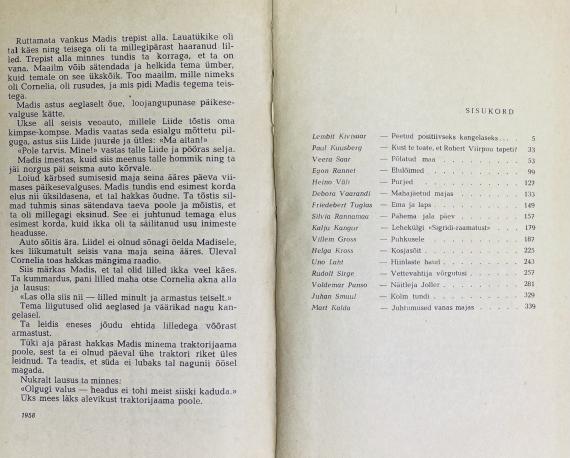 Ruttamata vankus Madis trepist alla. Lauatükike oli
tal käes ning teisega oli ta millegipärast haaranud lil-
led. Trepist alla minnes tundis ta korraga, et ta on
vana. Maailm võib sätendada ja helkida tema ümber,
kuid temale on see ükskõik. Too maailm, mille nimeks
oli Cornelia, oli rusudes, ja mis pidi Madis tegema teis-
tega.
Madis astus aeglaselt õue, loojangupunase päikese-
valguse kätte.
Ukse all seisis veoauto, millele Liide tõstis oma
kimpse-kompse. Madis vaatas seda esialgu mõttetu pil-
guga, astus siis Liide juurde ja ütles: «Ma aitan!»
«Pole tarvis. Mine!» vastas talle Liide ja pööras selja.
Madis imestas, kuid siis meenus talle hommik ning ta
jäi norgus päi seisma auto kõrvale.
Loiud kärbsed sumisesid maja seina ääres päeva vii-
mases päikesevalguses. Madis tundis end esimest korda
elus nii üksildasena, et tal hakkas õudne. Ta tõstis sil-
mad tuhmis sinas sätendava taeva poole ja mõistis, et
ta oli millegagi eksinud. See ei juhtunud temaga elus
esimest korda, kuid ikka oli ta säilitanud usu inimeste
headusse.
Auto sõitis ära. Liidel ei olnud sõnagi öelda Madisele,
kes liikumatult seisis vana maja seina ääres. Üleval
Cornelia toas hakkas mängima raadio.
Siis märkas Madis, et tal olid lilled ikka veel käes.
Ta kummardus, pani lilled maha otse Cornelia akna alla
ja lausus:
«Las olla siis nii — lilled minult ja armastus teiselt.»
Tema liigutused olid aeglased ja väärikad nagu kan-
gelasel.
Ta leidis eneses jõudu ehtida lilledega võõrast
armastust.
Tüki aja pärast hakkas Madis minema traktorijaama
poole, sest ta ei olnud päeval ühe traktori riket üles
leidnud. Ta teadis, et süda ei lubaks tal nagunii öösel
magada.
Nukralt lausus ta minnes:
«Olgugi valus — headus ei tohi meist siiski kaduda.»
Üks mees läks alevikust traktorijaama poole.
1958
SISUKORD
Lembit Kivisaar — Peetud positiivseks kangelaseks . . . 5
Paul Kuusberg — Kust te teate, et Robert Viirpuu tapeti? 33
Veera Saar — Põlatud maa . . . . . . . . 53
Egon Rannet — Elulõimed . . . . . . . . 99
Heino Väli — Purjed . . . . . . . . 127
Debora Vaarandi — Mahajäetud majas . . . . . . 133
Friedebert Tuglas — Ema ja laps . . . . . . . 149
Silvia Rannamaa — Pahema jala päev . . . . . . 157
Kalju Kangur — Lehekülgi «Sigridi-raamatust» . . . 179
Villem Gross — Puhkusele . . . . . . . . 187
Helga Kross — Kosjasõit . . . . . . . . 225
Uno Laht — Hiinlaste haud . . . . . . . 243
Rudolf Sirge — Vettevahtija võrgutusi . . . . . 257
Voldemar Panso — Näitleja Joller . . . . . . . 281
Juhan Smuul — Kolm tundi . . . . . . . . 329
Mart Kalda — Juhtumused vanas majas . . . . 339